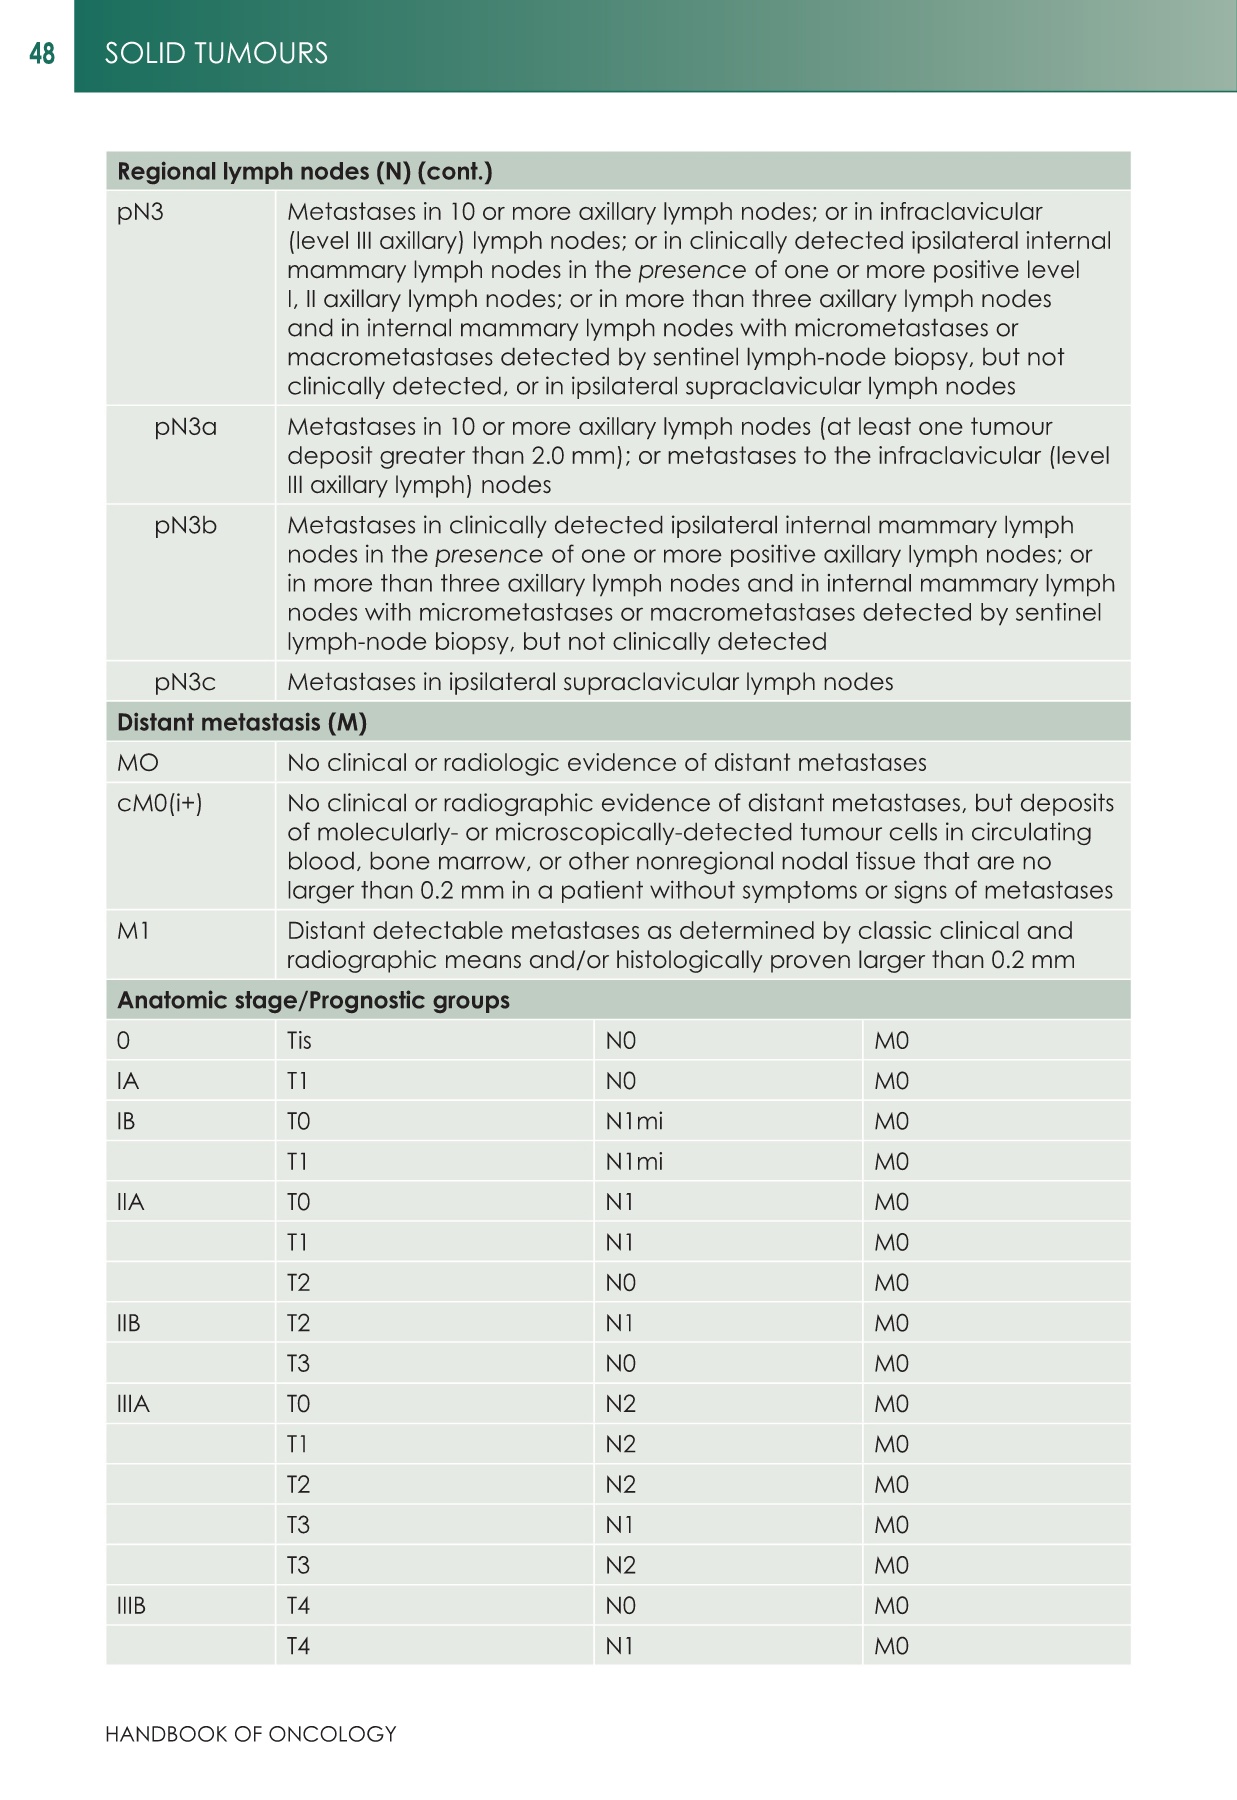 48
SOLID TUMOURS
Regional lymph nodes (N) (cont.)
pN3
Metastases in 10 or more axillary lymph nodes; or in infraclavicular
(level III axillary) lymph nodes; or in clinically detected ipsilateral internal
mammary lymph nodes in the presence of one or more positive level
I, II axillary lymph nodes; or in more than three axillary lymph nodes
and in internal mammary lymph nodes with micrometastases or
macrometastases detected by sentinel lymph-node biopsy, but not
clinically detected, or in ipsilateral supraclavicular lymph nodes
pN3a
Metastases in 10 or more axillary lymph nodes (at least one tumour
deposit greater than 2.0 mm); or metastases to the infraclavicular (level
III axillary lymph) nodes
pN3b
Metastases in clinically detected ipsilateral internal mammary lymph
nodes in the presence of one or more positive axillary lymph nodes; or
in more than three axillary lymph nodes and in internal mammary lymph
nodes with micrometastases or macrometastases detected by sentinel
lymph-node biopsy, but not clinically detected
pN3c
Metastases in ipsilateral supraclavicular lymph nodes
Distant metastasis (M)
MO
No clinical or radiologic evidence of distant metastases
cM0(i+)
No clinical or radiographic evidence of distant metastases, but deposits
of molecularly- or microscopically-detected tumour cells in circulating
blood, bone marrow, or other nonregional nodal tissue that are no
larger than 0.2 mm in a patient without symptoms or signs of metastases
M1
Distant detectable metastases as determined by classic clinical and
radiographic means and/or histologically proven larger than 0.2 mm
Anatomic stage/Prognostic groups
0 Tis N0 M0
IA T1 N0 M0
IB T0 N1mi M0
T1 N1mi M0
IIA T0 N1 M0
T1 N1 M0
T2 N0 M0
IIB T2 N1 M0
T3 N0 M0
IIIA T0 N2 M0
T1 N2 M0
T2 N2 M0
T3 N1 M0
T3 N2 M0
IIIB T4 N0 M0
T4 N1 M0
HANDBOOK OF ONCOLOGY